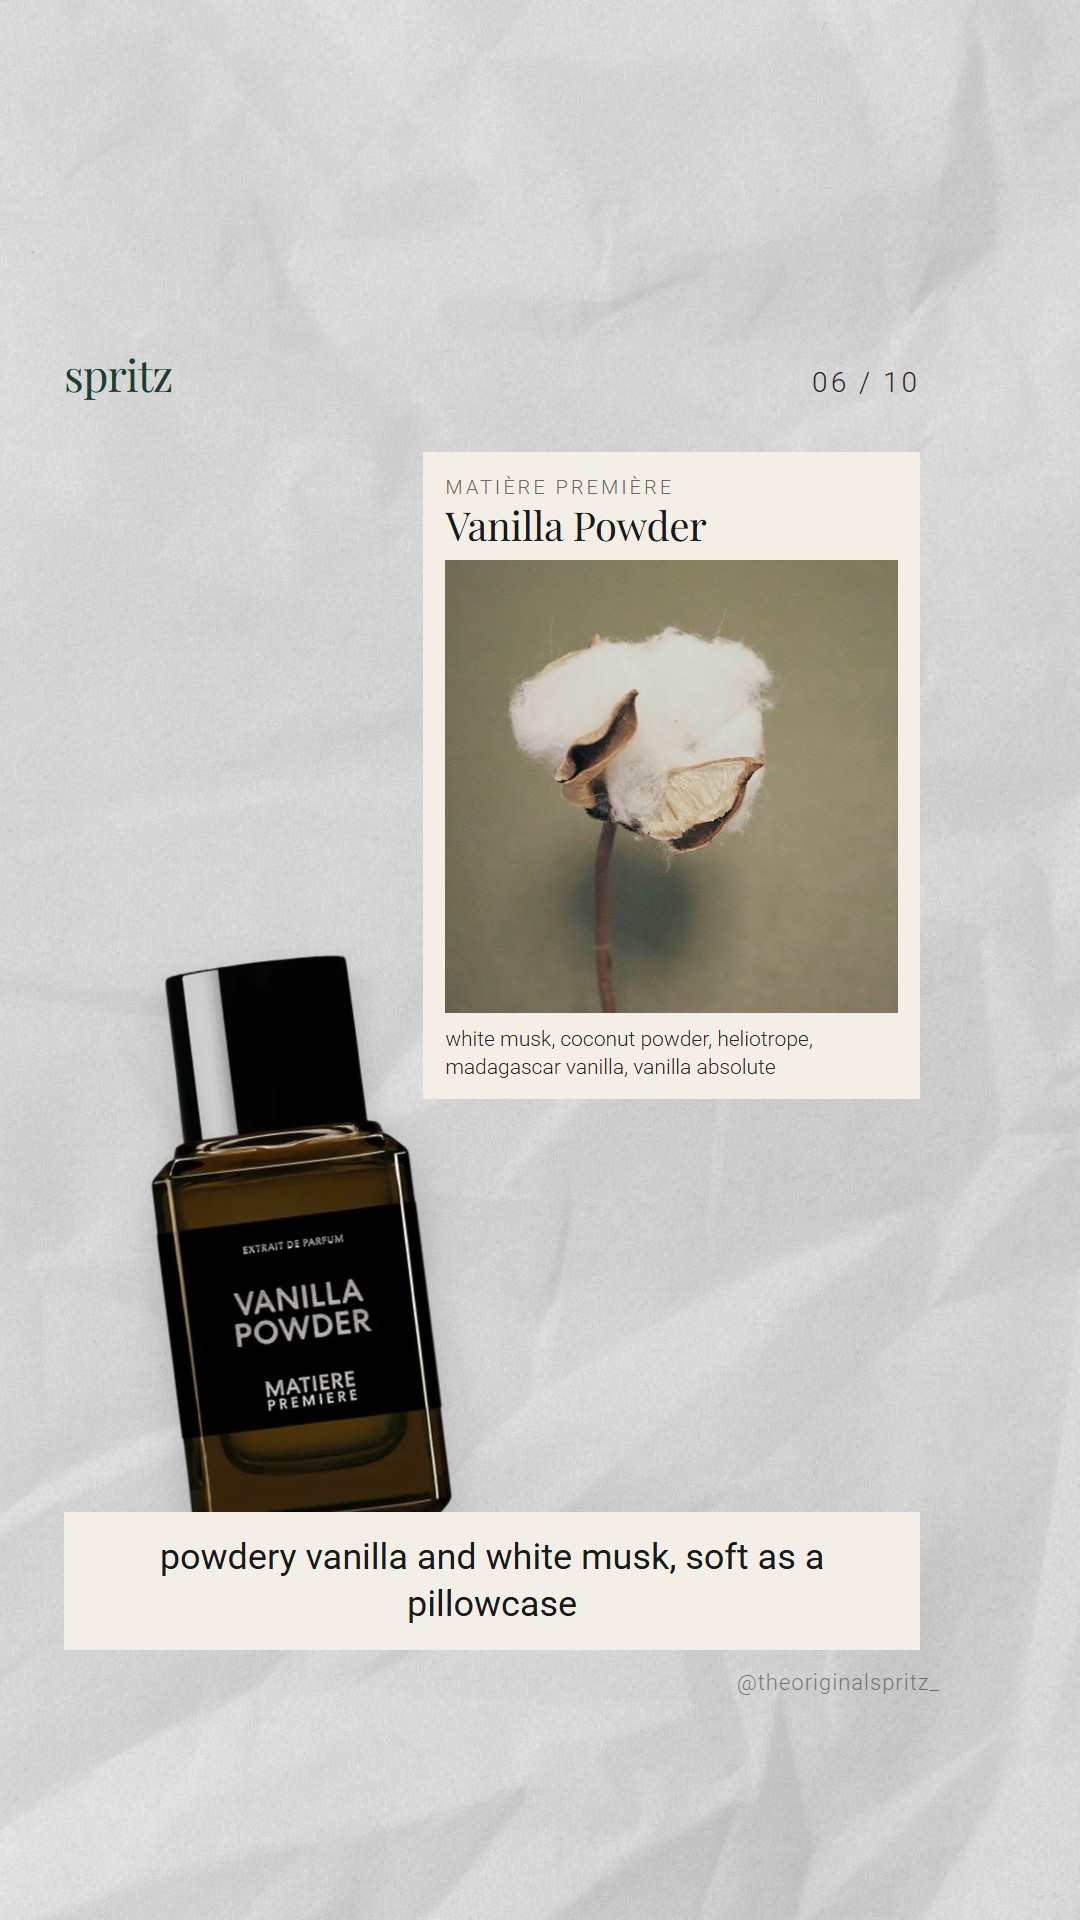 spritz
06 / 10
MATIÈRE PREMIÈRE
Vanilla Powder
white musk, coconut powder, heliotrope,
madagascar vanilla, vanilla absolute
EXTRAIT DE PARFUM
VANILLA
POWDER
MATIERE
PREMIERE
powdery vanilla and white musk, soft as a
pillowcase
@theoriginalspritz_